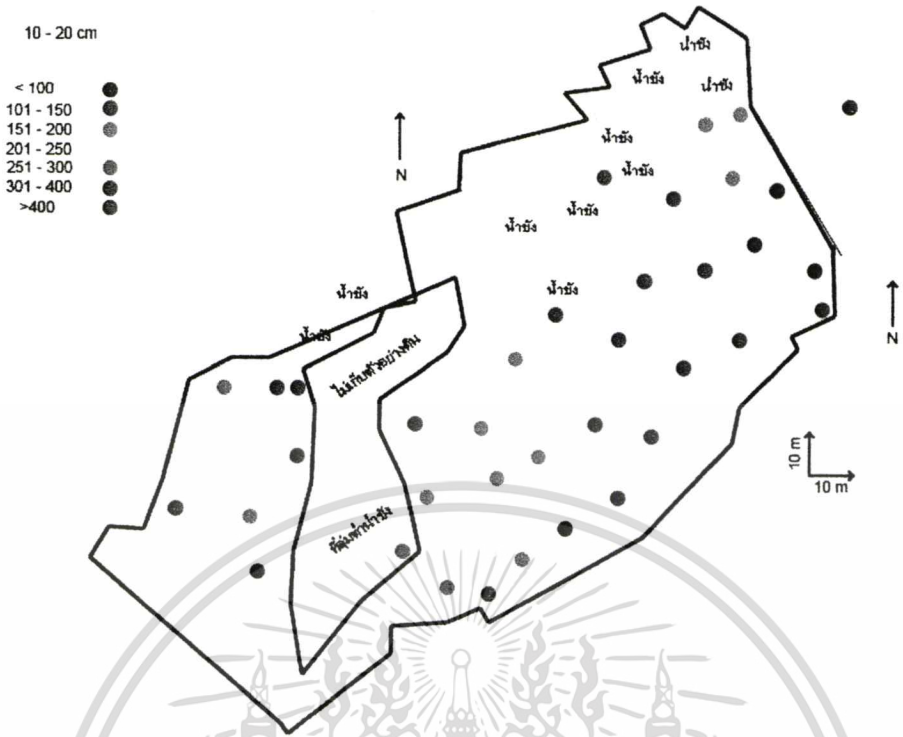 10 - 20 cm
< 100
101 - 150
151 - 200
201 - 250
251 - 300
301 - 400
>400
N
น้ำขัง
น้ำขัง
น้ำขัง
น้ำขัง
น้ำขัง
น้ำขัง
น้ำขัง
น้ำขัง
น้ำขัง
น้ำขัง
ไม่เก็บตัวอย่างดิน
N
10 m
10 m
ที่ลุ่มต่ำน้ำขัง